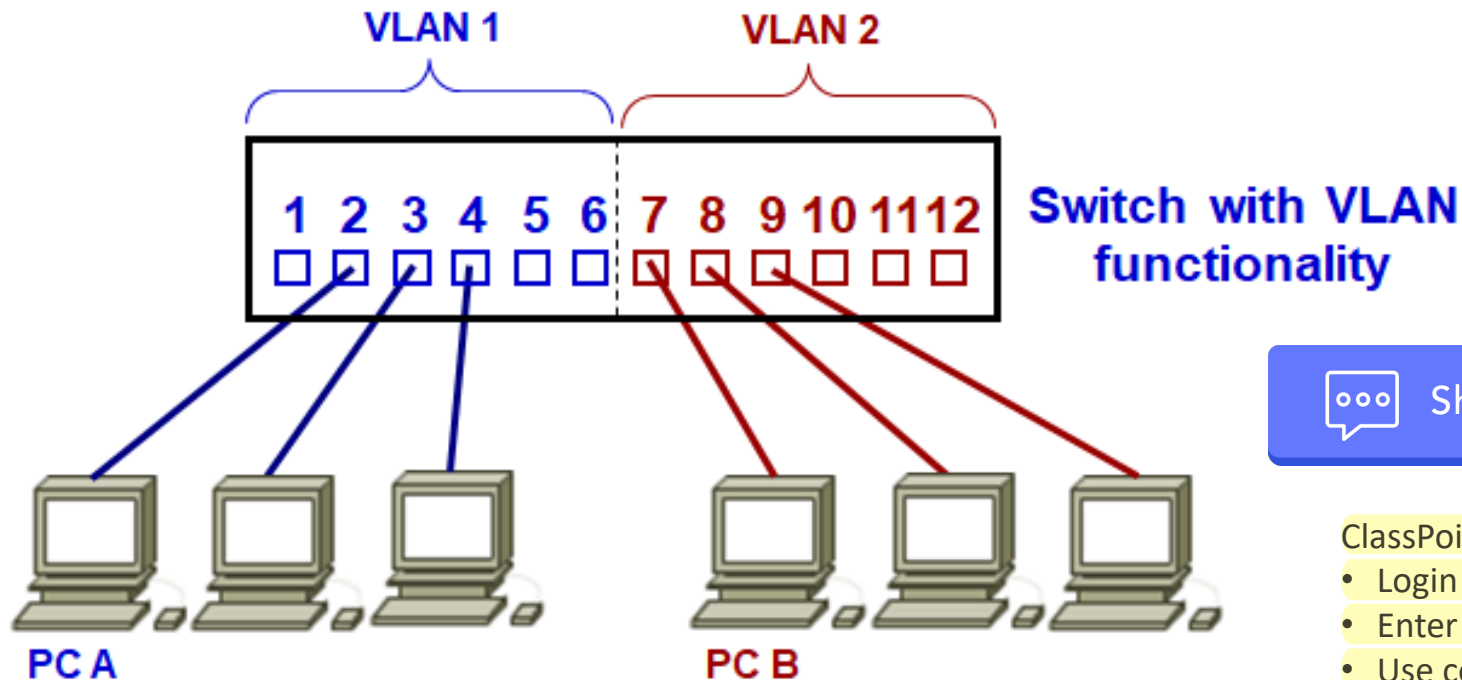 VLAN 1 VLAN 2
1 2 3 4 5 6 7 8 9 10 11 12
Switch with VLAN
functionality
PC A PC B
• Login
• Enter
• Use